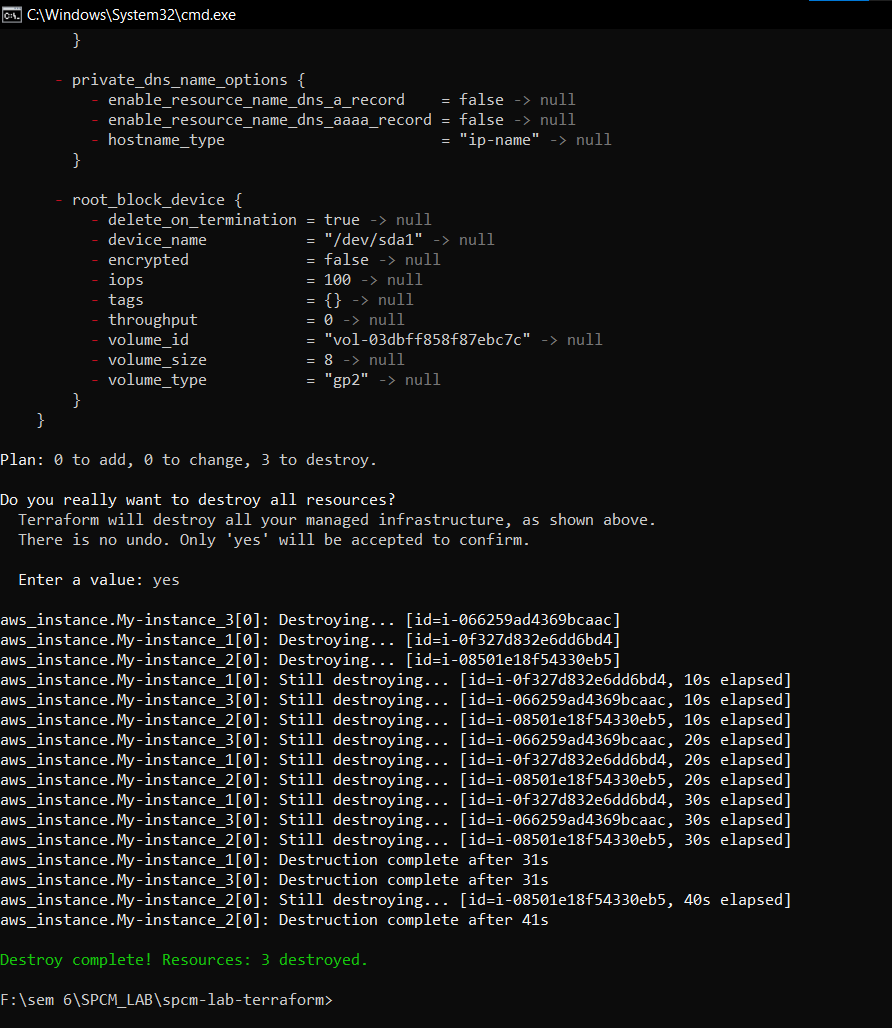 C:\Windows\System32\cmd.exe
        }

      - private_dns_name_options {
          - enable_resource_name_dns_a_record    = false -> null
          - enable_resource_name_dns_aaaa_record = false -> null
          - hostname_type                        = "ip-name" -> null
        }

      - root_block_device {
          - delete_on_termination = true -> null
          - device_name           = "/dev/sda1" -> null
          - encrypted             = false -> null
          - iops                  = 100 -> null
          - tags                  = {} -> null
          - throughput            = 0 -> null
          - volume_id             = "vol-03dbff858f87ebc7c" -> null
          - volume_size           = 8 -> null
          - volume_type           = "gp2" -> null
        }
    }

Plan: 0 to add, 0 to change, 3 to destroy.

Do you really want to destroy all resources?
  Terraform will destroy all your managed infrastructure, as shown above.
  There is no undo. Only 'yes' will be accepted to confirm.

  Enter a value: yes

aws_instance.My-instance_3[0]: Destroying... [id=i-066259ad4369bcaac]
aws_instance.My-instance_1[0]: Destroying... [id=i-0f327d832e6dd6bd4]
aws_instance.My-instance_2[0]: Destroying... [id=i-08501e18f54330eb5]
aws_instance.My-instance_1[0]: Still destroying... [id=i-0f327d832e6dd6bd4, 10s elapsed]
aws_instance.My-instance_3[0]: Still destroying... [id=i-066259ad4369bcaac, 10s elapsed]
aws_instance.My-instance_2[0]: Still destroying... [id=i-08501e18f54330eb5, 10s elapsed]
aws_instance.My-instance_3[0]: Still destroying... [id=i-066259ad4369bcaac, 20s elapsed]
aws_instance.My-instance_1[0]: Still destroying... [id=i-0f327d832e6dd6bd4, 20s elapsed]
aws_instance.My-instance_2[0]: Still destroying... [id=i-08501e18f54330eb5, 20s elapsed]
aws_instance.My-instance_1[0]: Still destroying... [id=i-0f327d832e6dd6bd4, 30s elapsed]
aws_instance.My-instance_3[0]: Still destroying... [id=i-066259ad4369bcaac, 30s elapsed]
aws_instance.My-instance_2[0]: Still destroying... [id=i-08501e18f54330eb5, 30s elapsed]
aws_instance.My-instance_1[0]: Destruction complete after 31s
aws_instance.My-instance_3[0]: Destruction complete after 31s
aws_instance.My-instance_2[0]: Still destroying... [id=i-08501e18f54330eb5, 40s elapsed]
aws_instance.My-instance_2[0]: Destruction complete after 41s

Destroy complete! Resources: 3 destroyed.

F:\sem 6\SPCM_LAB\spcm-lab-terraform>